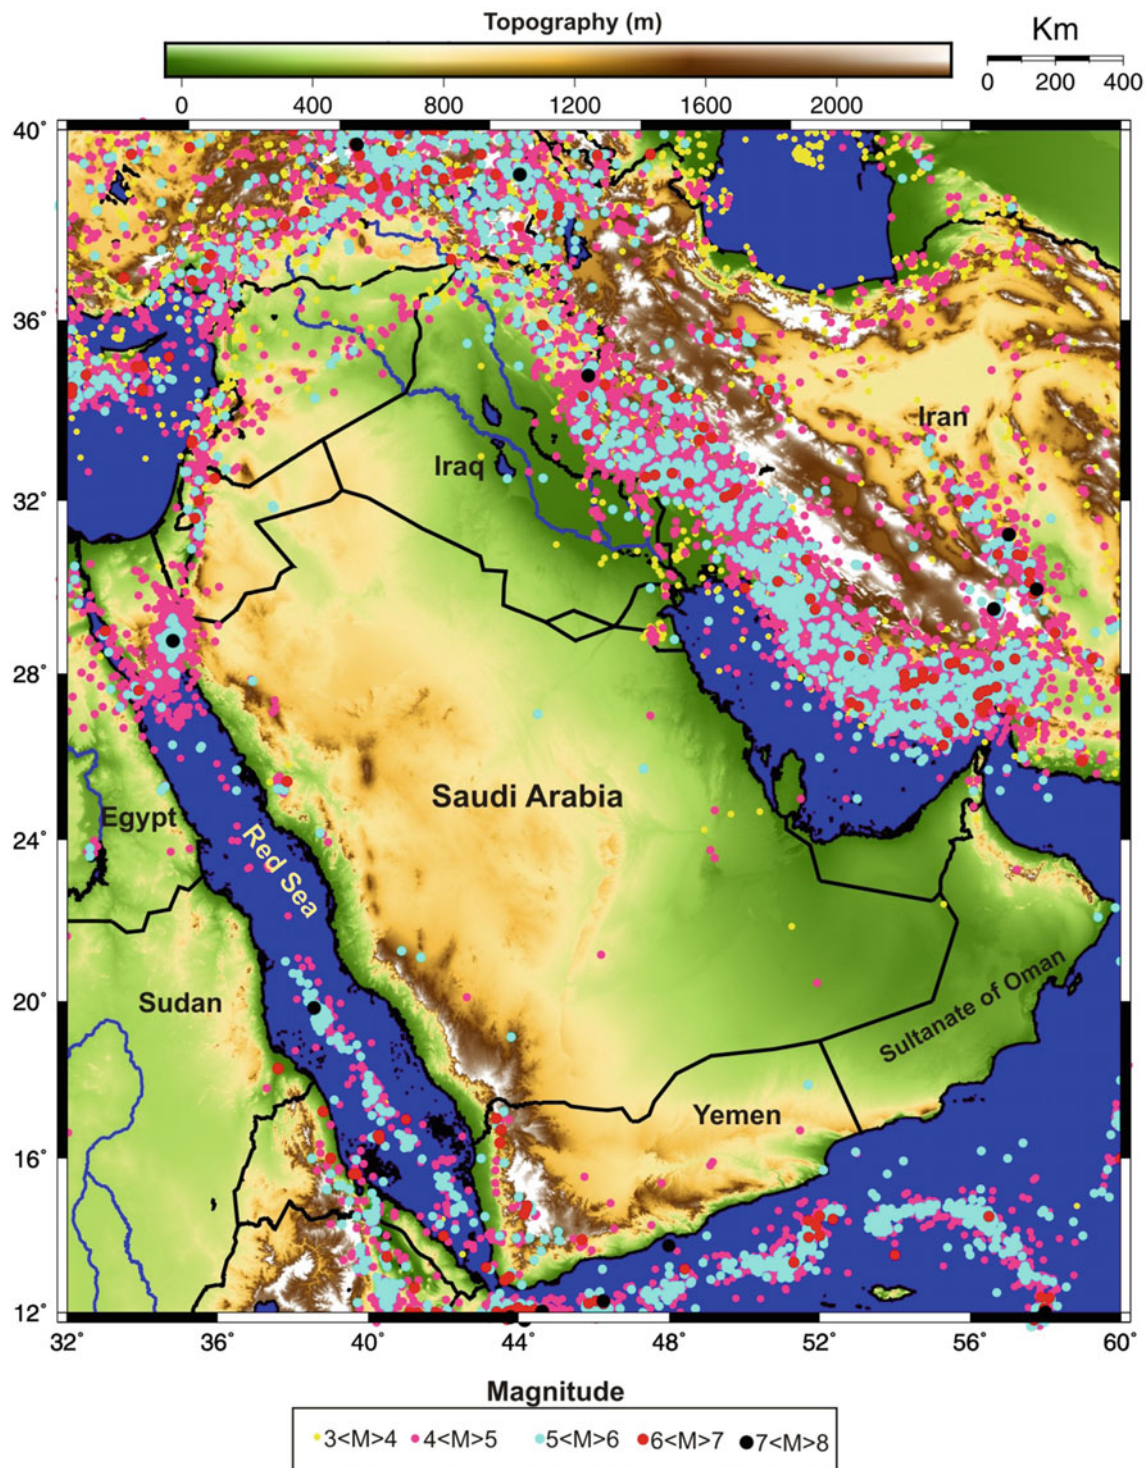 Topography (m)
Km
0 400 800 1200 1600 2000
0 200 400
40°
36°
Iran
Iraq
32°
28°
Saudi Arabia
Egypt
24°
Red Sea
Sultanate of Oman
20°
Sudan
Yemen
16°
12°
32 36 40 44 48 52 56 60
Magnitude
3<M>4 4<M>5 5<M>6 6<M>7 7<M>8